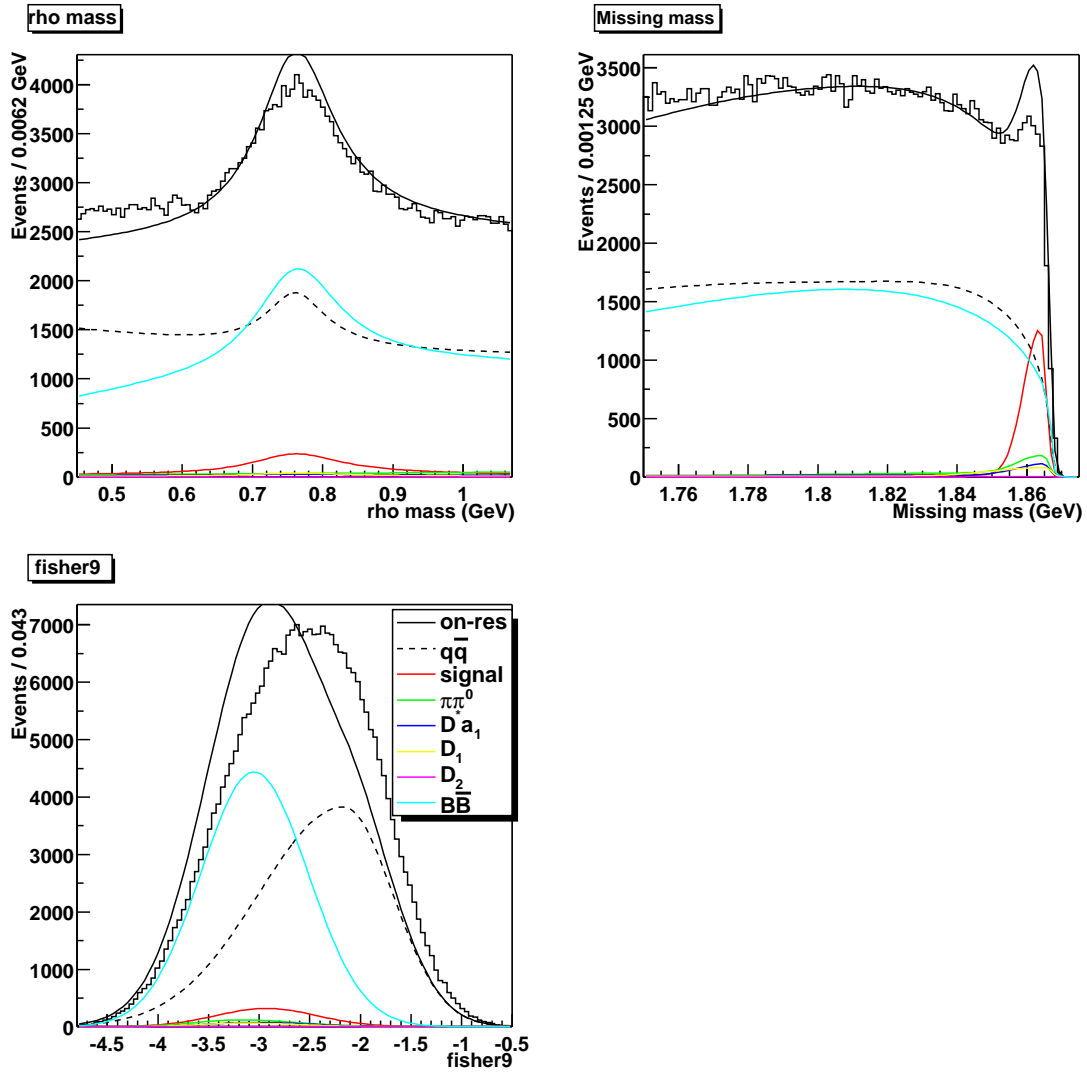 rho mass
Events / 0.0062 GeV
4000
3500
3000
2500
2000
1500
1000
500
0
0.5 0.6 0.7 0.8 0.9 1
rho mass (GeV)
Missing mass
Events / 0.00125 GeV
3500
3000
2500
2000
1500
1000
500
0
1.76 1.78 1.8 1.82 1.84 1.86
Missing mass (GeV)
fisher9
Events / 0.043
7000
6000
5000
4000
3000
2000
1000
0
-4.5 -4 -3.5 -3 -2.5 -2 -1.5 -1 -0.5
fisher9
on-res
qq̅
signal
ππ⁰
D*a₁
D₁
D₂
BB̅